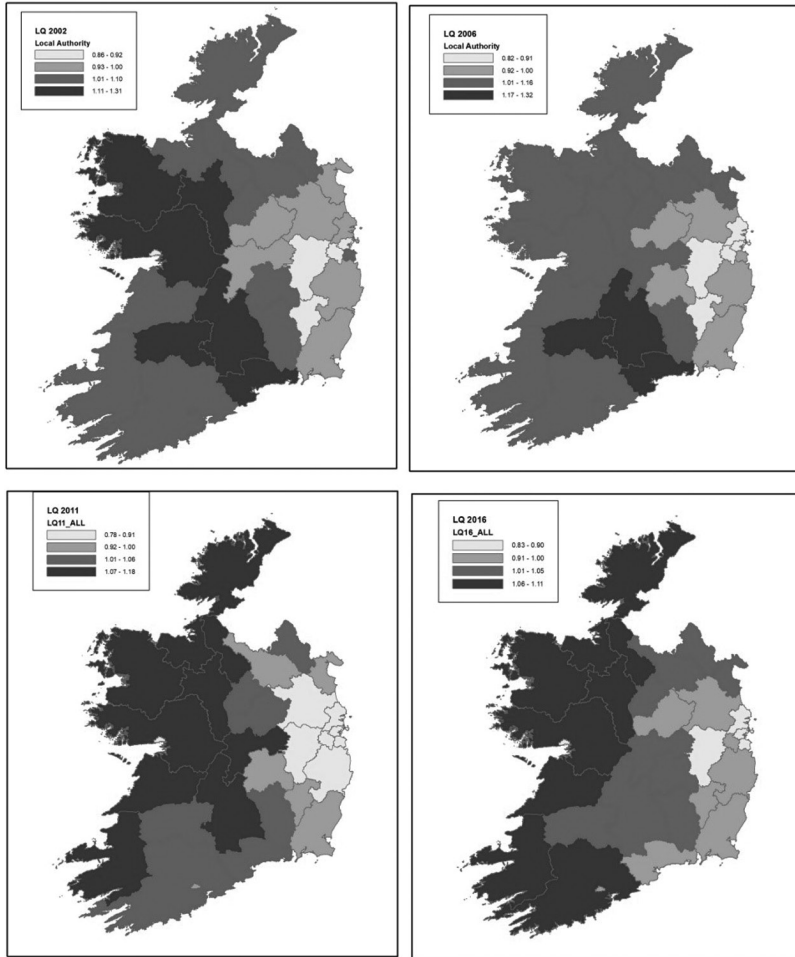 LQ 2002
Local Authority
0.86 - 0.92
0.93 - 1.00
1.01 - 1.10
1.11 - 1.31
LQ 2006
Local Authority
0.82 - 0.91
0.92 - 1.00
1.01 - 1.16
1.17 - 1.32
LQ 2011
LQ11_ALL
0.78 - 0.91
0.92 - 1.00
1.01 - 1.06
1.07 - 1.18
LQ 2016
LQ16_ALL
0.83 - 0.90
0.91 - 1.00
1.01 - 1.05
1.06 - 1.11